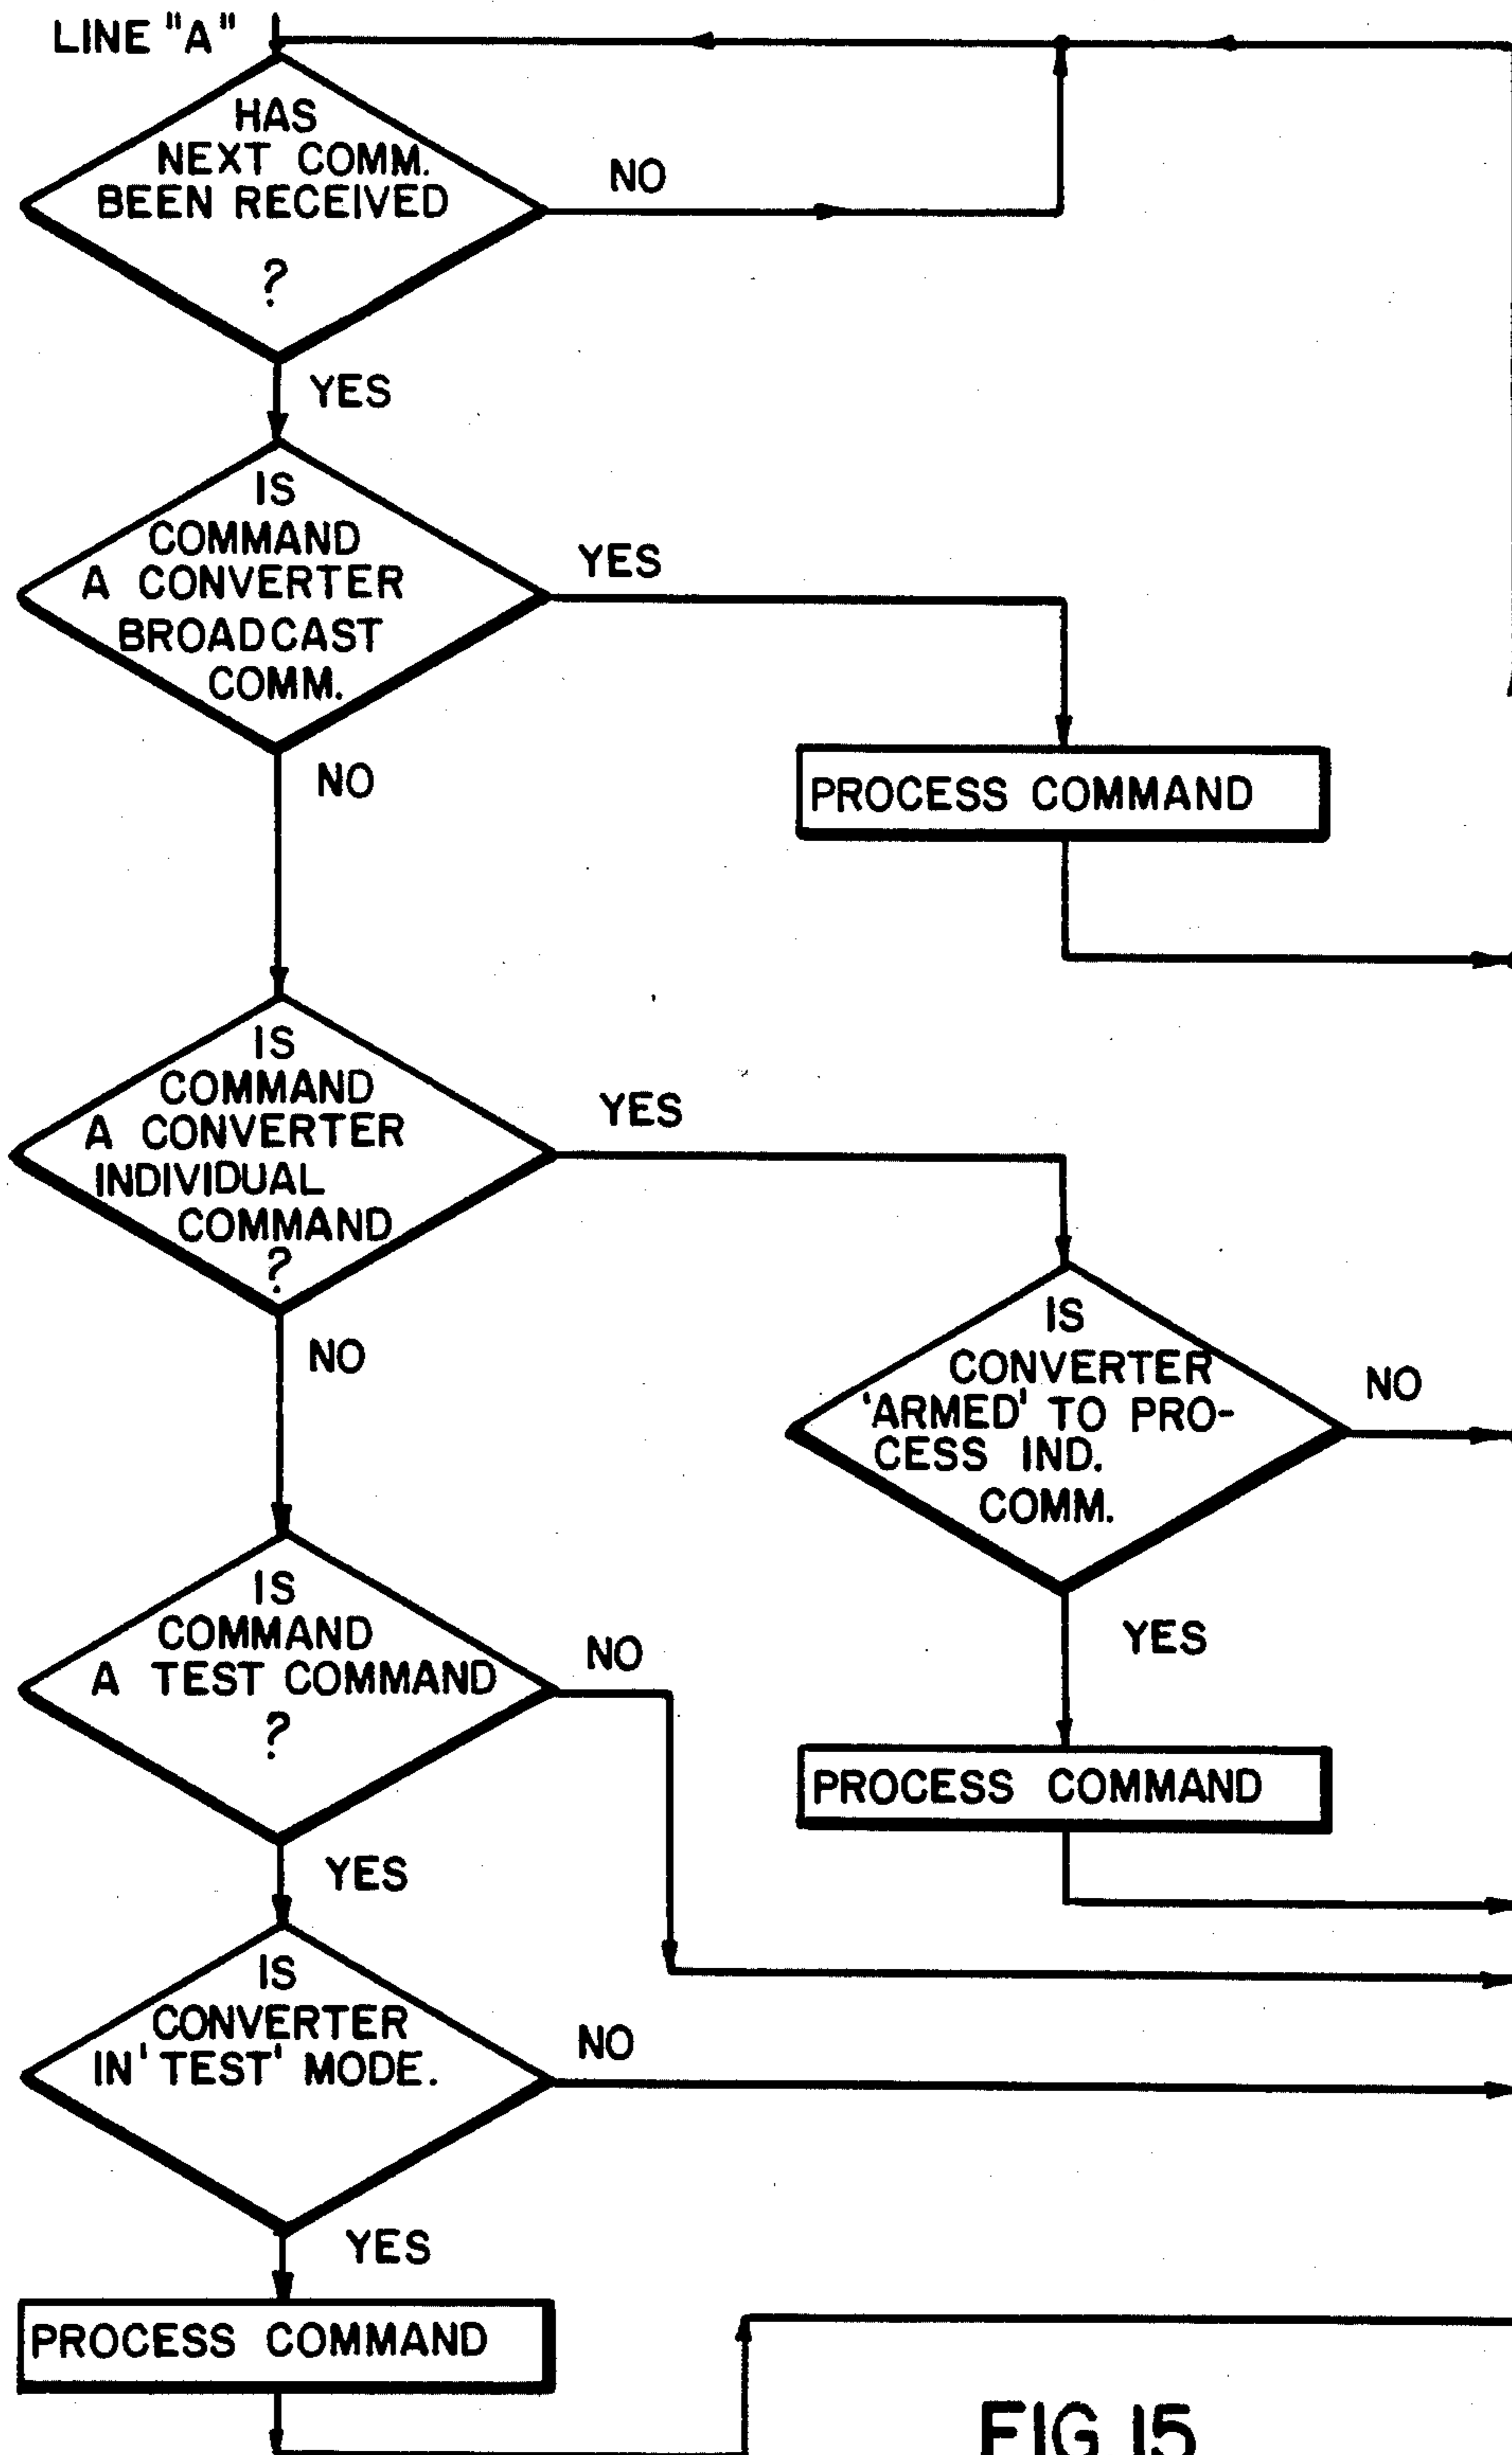 LINE "A"
HAS
NEXT COMM.
BEEN RECEIVED
?
NO
YES
IS
COMMAND
A CONVERTER
BROADCAST
COMM.
YES
NO
PROCESS COMMAND
IS
COMMAND
A CONVERTER
INDIVIDUAL
COMMAND
?
YES
NO
IS
CONVERTER
'ARMED' TO PRO-
CESS IND.
COMM.
NO
YES
PROCESS COMMAND
IS
COMMAND
A TEST COMMAND
?
NO
YES
IS
CONVERTER
IN 'TEST' MODE.
NO
YES
PROCESS COMMAND
FIG 15